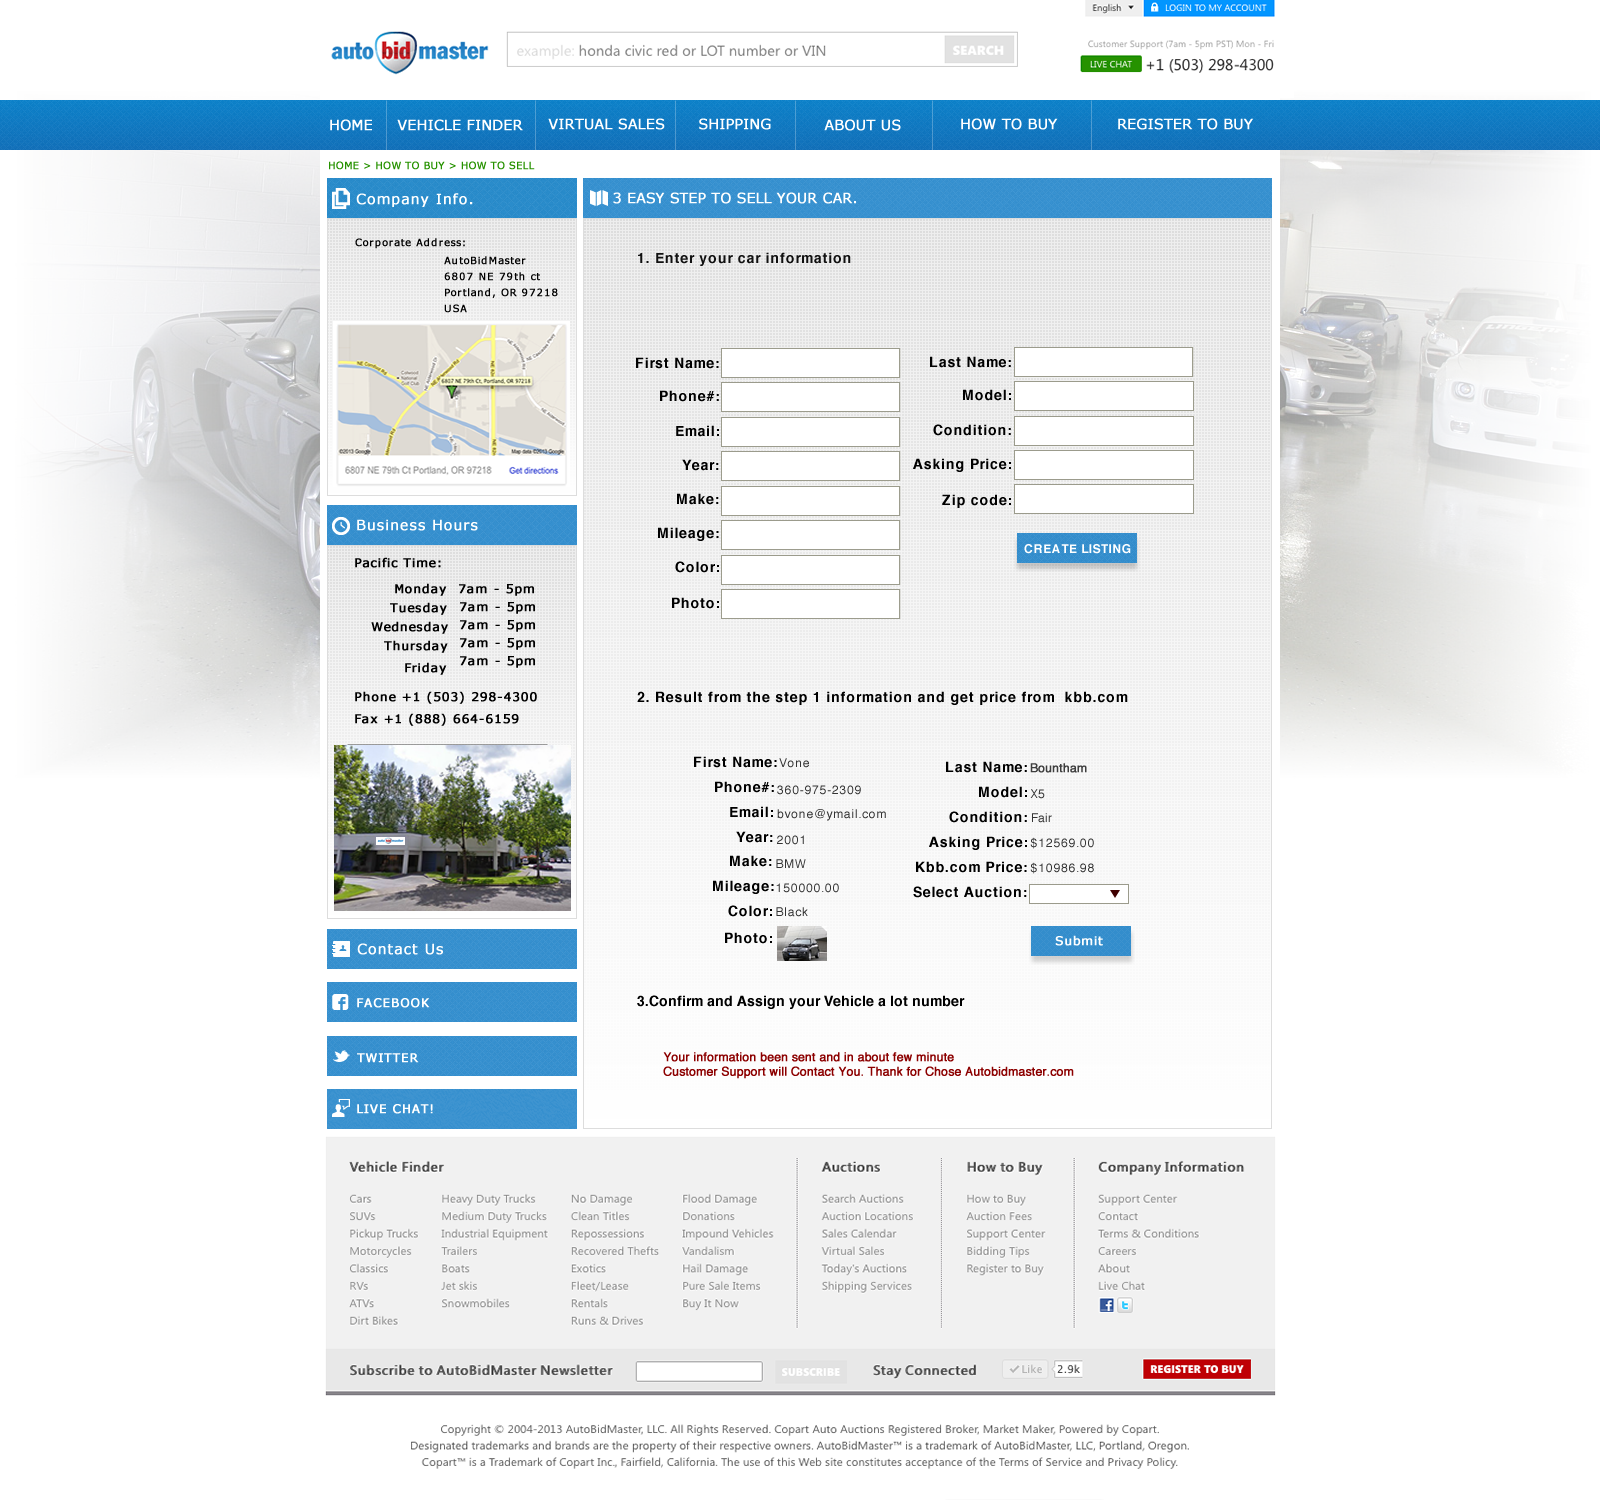 English
LOGIN TO MY ACCOUNT
auto bid master
example: honda civic red or LOT number or VIN
SEARCH
Customer Support (7am - 5pm PST) Mon - Fri
LIVE CHAT +1 (503) 298-4300
HOME
VEHICLE FINDER
VIRTUAL SALES
SHIPPING
ABOUT US
HOW TO BUY
REGISTER TO BUY
HOME > HOW TO BUY > HOW TO SELL
Company Info.
Corporate Address:
AutoBidMaster
6807 NE 79th ct
Portland, OR 97218
USA
6807 NE 79th Ct, Portland, OR 97218
Colwood
National
Golf Club
©2013 Google
Map data ©2013 Google
6807 NE 79th Ct Portland, OR 97218
Get directions
Business Hours
Pacific Time:
Monday 7am - 5pm
Tuesday 7am - 5pm
Wednesday 7am - 5pm
Thursday 7am - 5pm
Friday 7am - 5pm
Phone +1 (503) 298-4300
Fax +1 (888) 664-6159
auto bid master
Contact Us
FACEBOOK
TWITTER
LIVE CHAT!
3 EASY STEP TO SELL YOUR CAR.
1. Enter your car information
First Name:
Phone#:
Email:
Year:
Make:
Mileage:
Color:
Photo:
Last Name:
Model:
Condition:
Asking Price:
Zip code:
CREATE LISTING
2. Result from the step 1 information and get price from kbb.com
First Name: Vone
Phone#: 360-975-2309
Email: bvone@ymail.com
Year: 2001
Make: BMW
Mileage: 150000.00
Color: Black
Photo:
Last Name: Bountham
Model: X5
Condition: Fair
Asking Price: $12569.00
Kbb.com Price: $10986.98
Select Auction:
Submit
3.Confirm and Assign your Vehicle a lot number
Your information been sent and in about few minute
Customer Support will Contact You. Thank for Chose Autobidmaster.com
Vehicle Finder
Cars
SUVs
Pickup Trucks
Motorcycles
Classics
RVs
ATVs
Dirt Bikes
Heavy Duty Trucks
Medium Duty Trucks
Industrial Equipment
Trailers
Boats
Jet skis
Snowmobiles
No Damage
Clean Titles
Repossessions
Recovered Thefts
Exotics
Fleet/Lease
Rentals
Runs & Drives
Flood Damage
Donations
Impound Vehicles
Vandalism
Hail Damage
Pure Sale Items
Buy It Now
Auctions
Search Auctions
Auction Locations
Sales Calendar
Virtual Sales
Today's Auctions
Shipping Services
How to Buy
How to Buy
Auction Fees
Support Center
Bidding Tips
Register to Buy
Company Information
Support Center
Contact
Terms & Conditions
Careers
About
Live Chat
Subscribe to AutoBidMaster Newsletter
SUBSCRIBE
Stay Connected
Like
2.9k
REGISTER TO BUY
Copyright © 2004-2013 AutoBidMaster, LLC. All Rights Reserved. Copart Auto Auctions Registered Broker, Market Maker, Powered by Copart.
Designated trademarks and brands are the property of their respective owners. AutoBidMaster™ is a trademark of AutoBidMaster, LLC, Portland, Oregon.
Copart™ is a Trademark of Copart Inc., Fairfield, California. The use of this Web site constitutes acceptance of the Terms of Service and Privacy Policy.